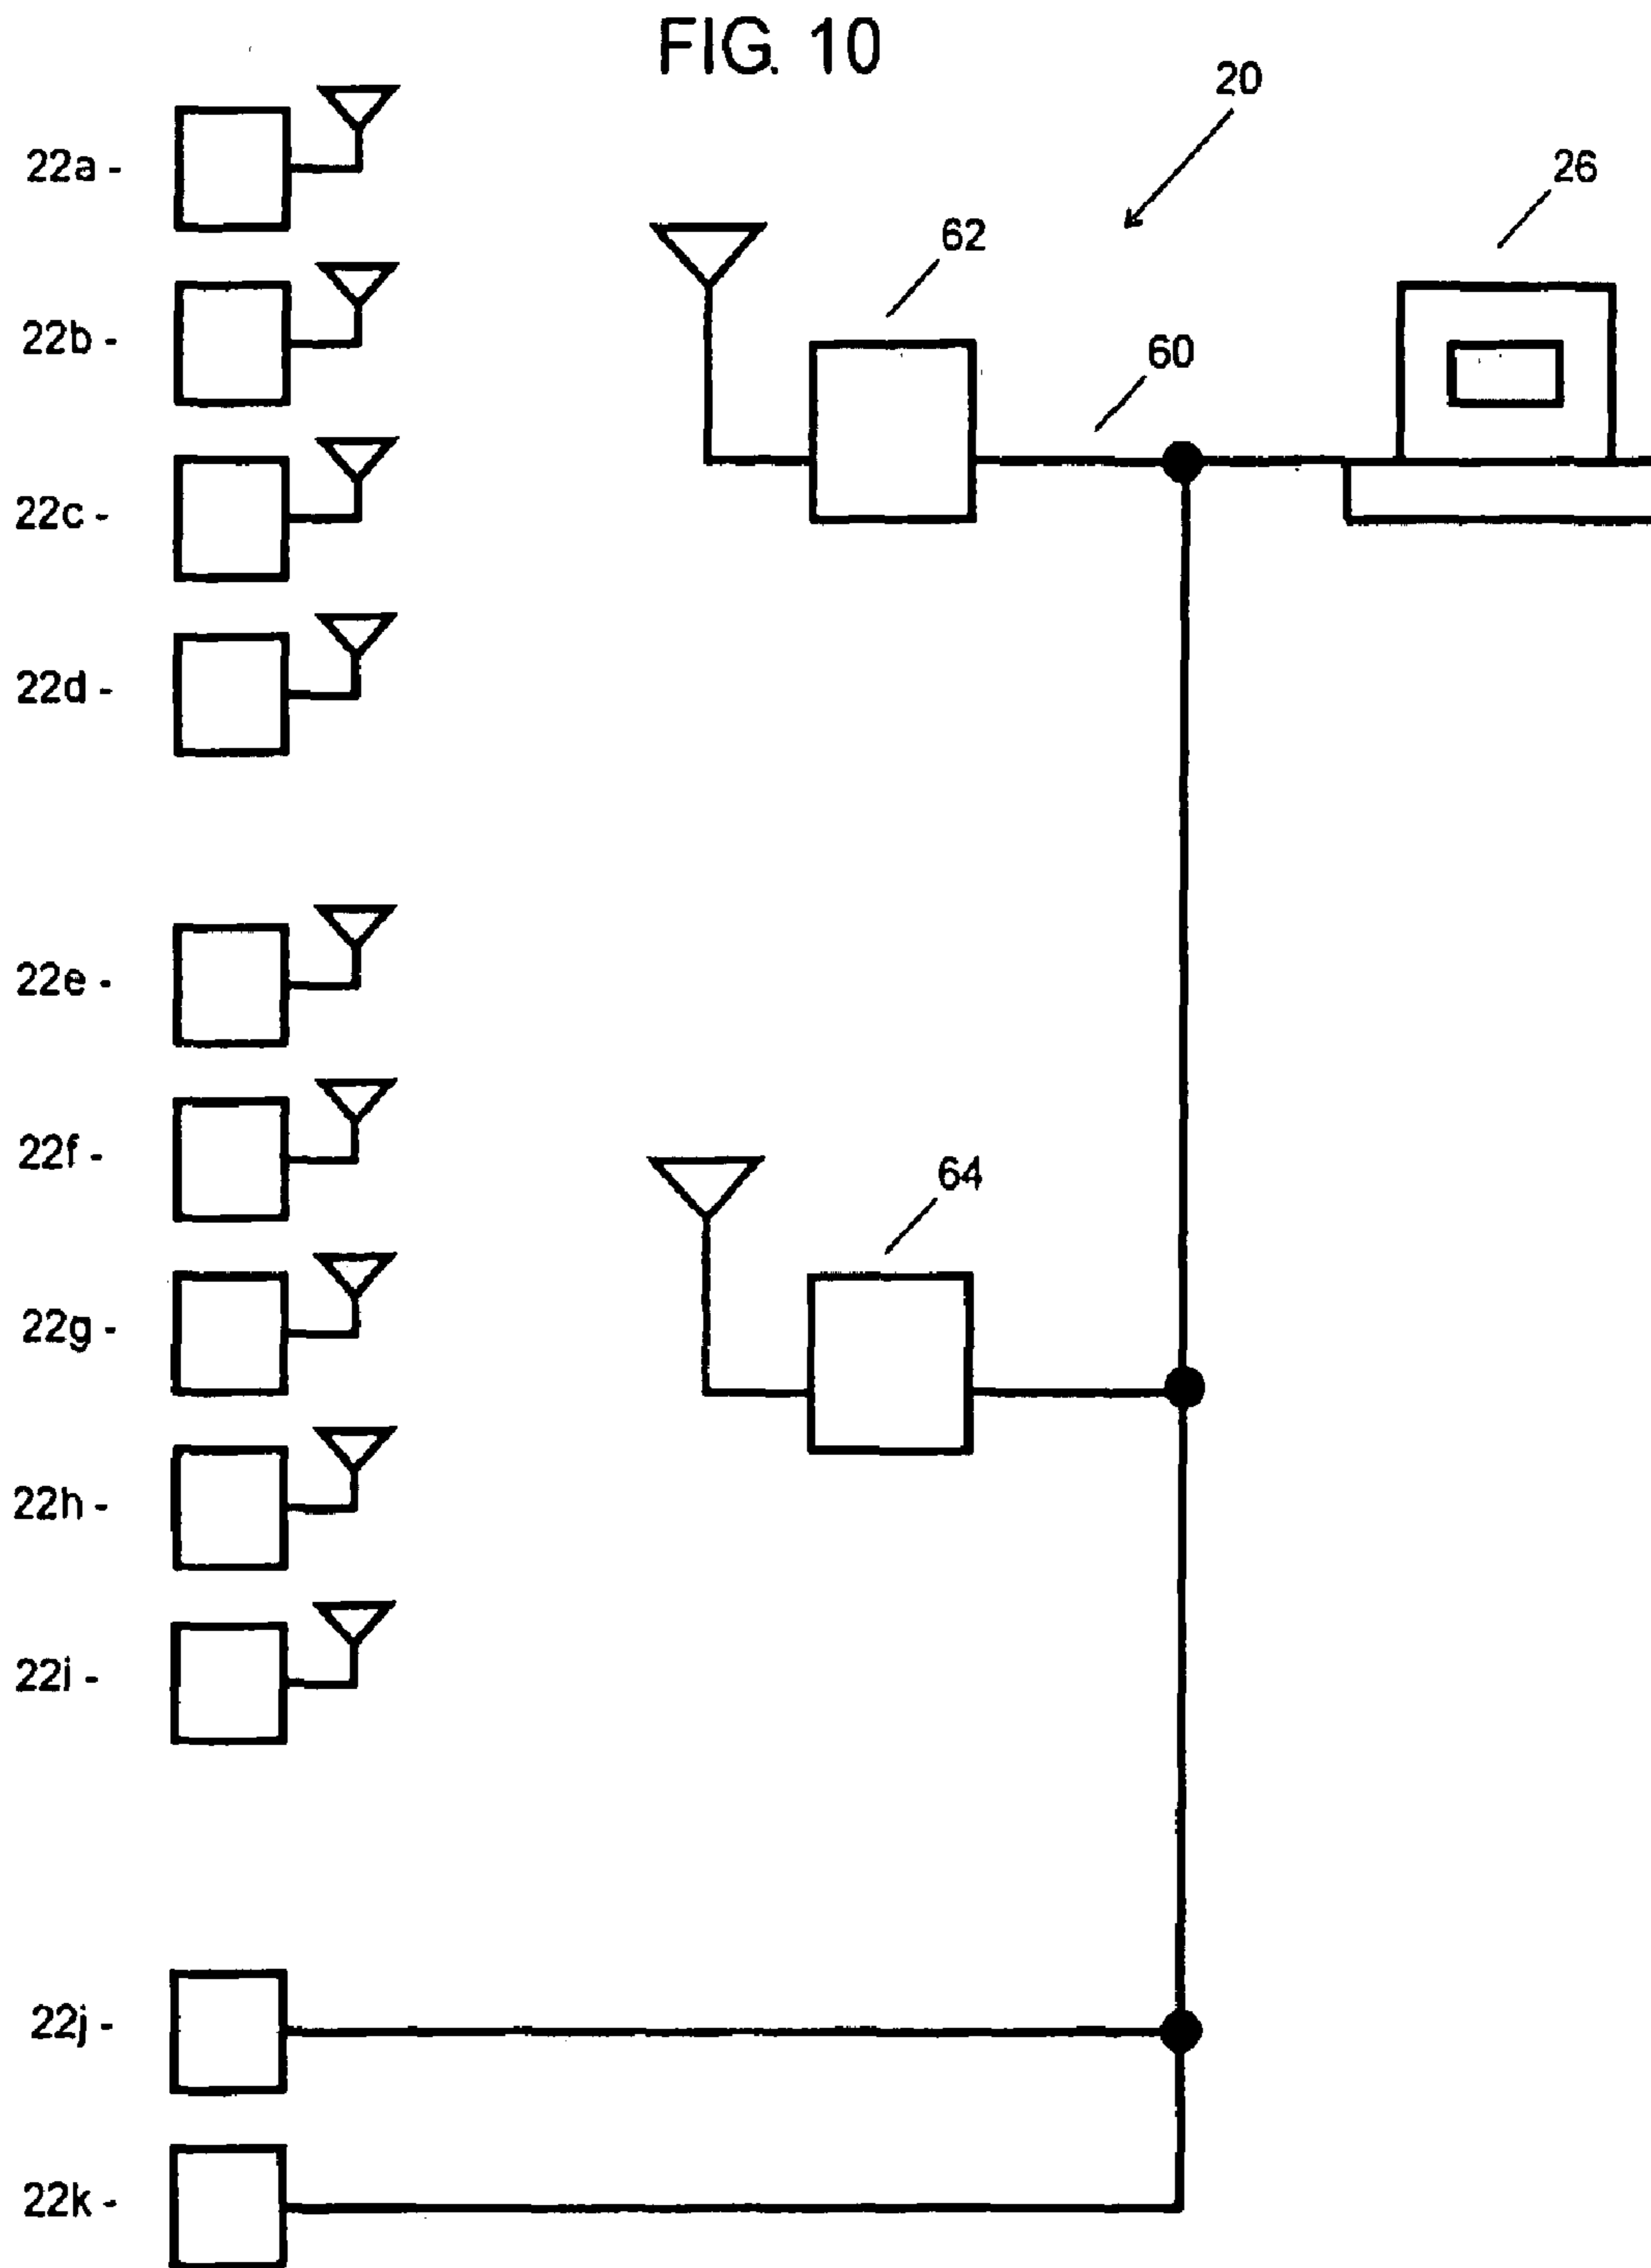 FIG. 10
20
22a -
26
62
22b -
60
22c -
22d -
22e -
22f -
64
22g -
22h -
22i -
22j -
22k -